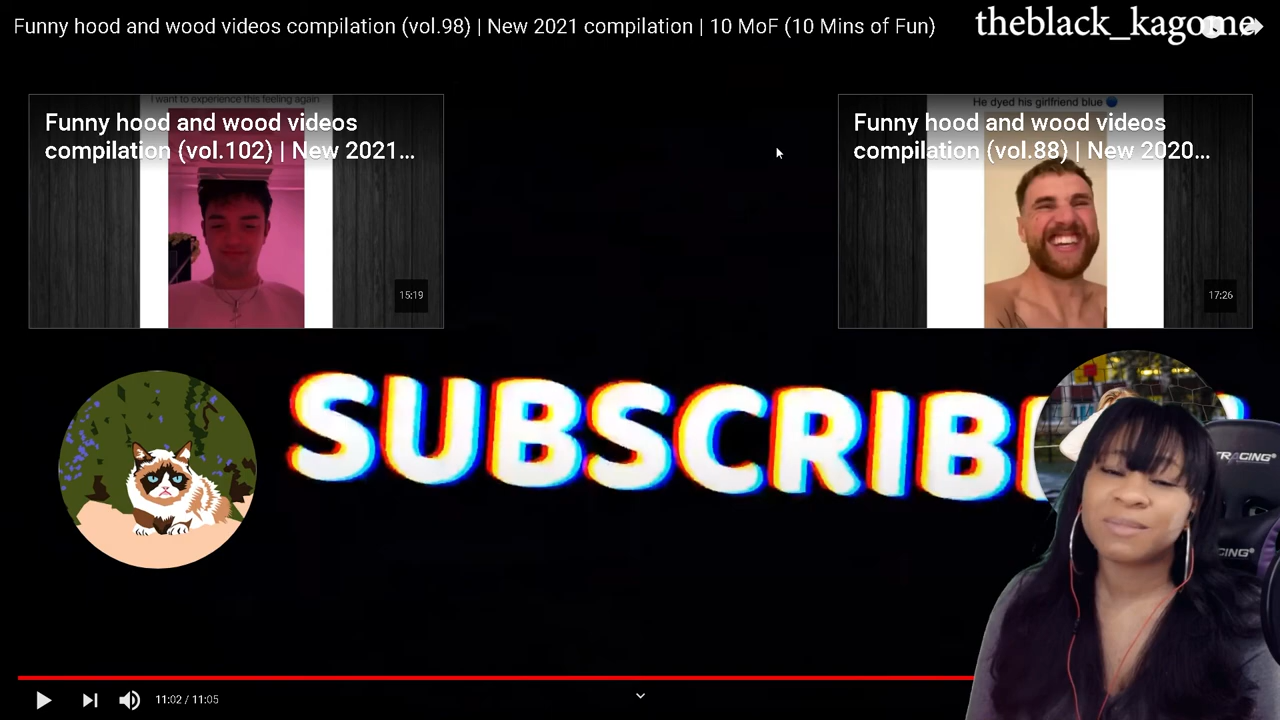 Funny hood and wood videos compilation (vol.98) | New 2021 compilation | 10 MoF (10 Mins of Fun)
theblack_kagome
I want to experience this feeling again
Funny hood and wood videos
compilation (vol.102) | New 2021...
15:19
He dyed his girlfriend blue
Funny hood and wood videos
compilation (vol.88) | New 2020...
17:26
SUBSCRIB
RACING®
CING®
11:02 / 11:05